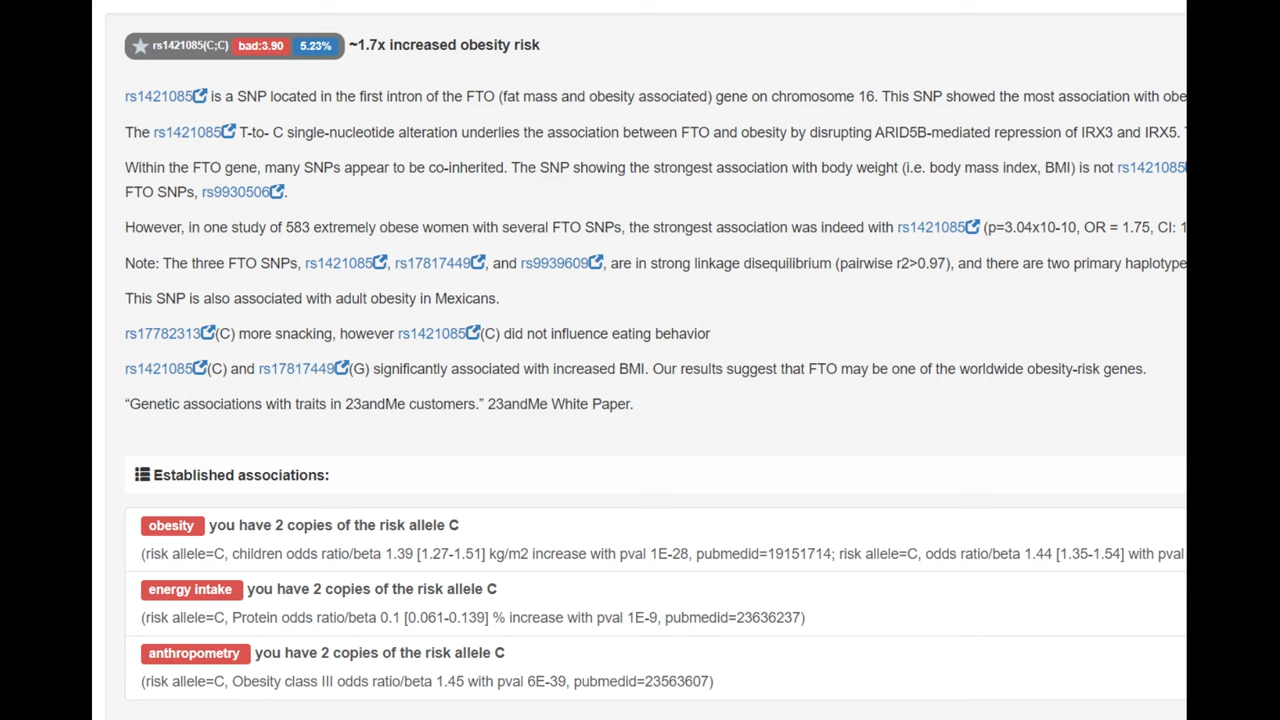 rs1421085(C;C) bad:3.90 5.23% ~1.7x increased obesity risk
rs1421085 is a SNP located in the first intron of the FTO (fat mass and obesity associated) gene on chromosome 16. This SNP showed the most association with obe
The rs1421085 T-to- C single-nucleotide alteration underlies the association between FTO and obesity by disrupting ARID5B-mediated repression of IRX3 and IRX5.
Within the FTO gene, many SNPs appear to be co-inherited. The SNP showing the strongest association with body weight (i.e. body mass index, BMI) is not rs1421085
FTO SNPs, rs9930506.
However, in one study of 583 extremely obese women with several FTO SNPs, the strongest association was indeed with rs1421085 (p=3.04x10-10, OR = 1.75, CI: 1
Note: The three FTO SNPs, rs1421085, rs17817449, and rs9939609, are in strong linkage disequilibrium (pairwise r2>0.97), and there are two primary haplotype
This SNP is also associated with adult obesity in Mexicans.
rs17782313(C) more snacking, however rs1421085(C) did not influence eating behavior
rs1421085(C) and rs17817449(G) significantly associated with increased BMI. Our results suggest that FTO may be one of the worldwide obesity-risk genes.
“Genetic associations with traits in 23andMe customers.” 23andMe White Paper.
Established associations:
obesity you have 2 copies of the risk allele C
(risk allele=C, children odds ratio/beta 1.39 [1.27-1.51] kg/m2 increase with pval 1E-28, pubmedid=19151714; risk allele=C, odds ratio/beta 1.44 [1.35-1.54] with pval
energy intake you have 2 copies of the risk allele C
(risk allele=C, Protein odds ratio/beta 0.1 [0.061-0.139] % increase with pval 1E-9, pubmedid=23636237)
anthropometry you have 2 copies of the risk allele C
(risk allele=C, Obesity class III odds ratio/beta 1.45 with pval 6E-39, pubmedid=23563607)